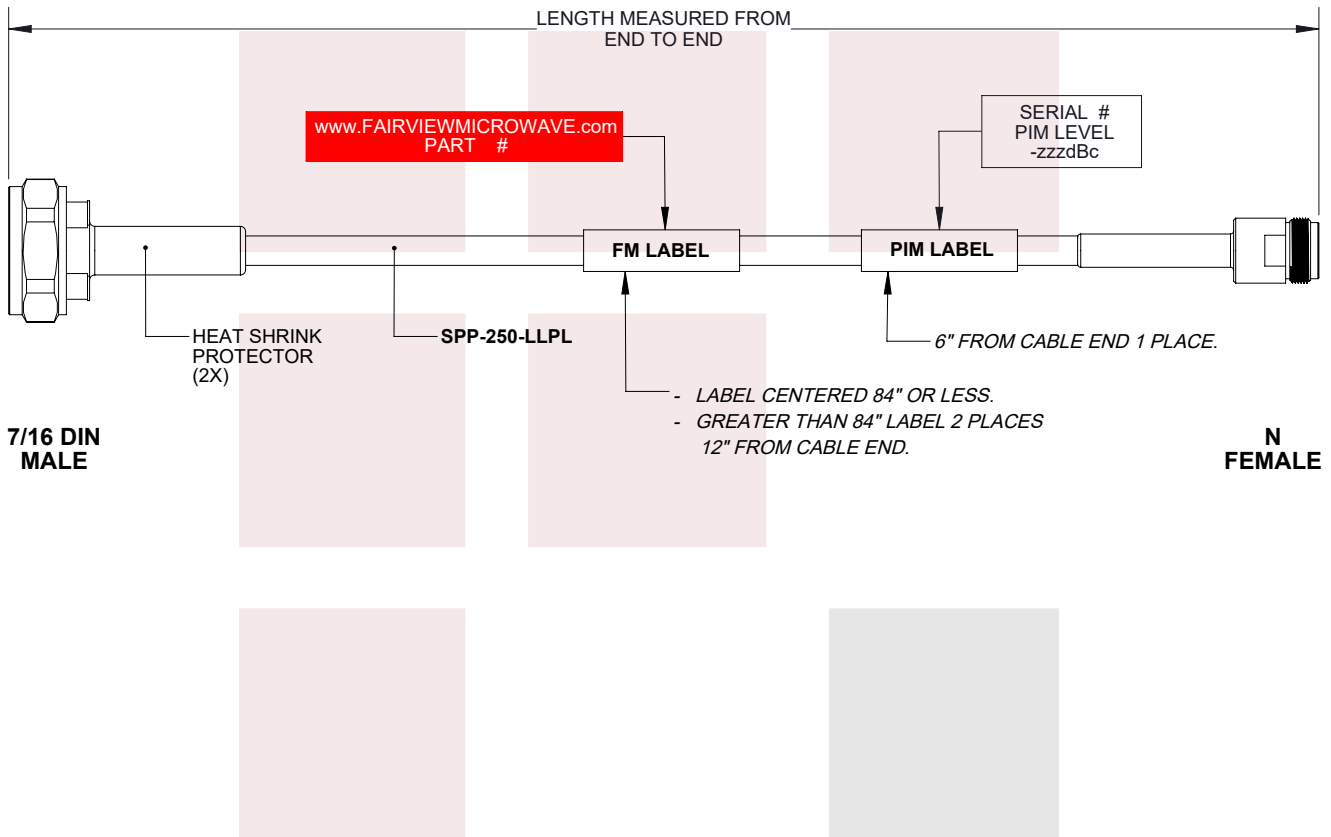 LENGTH MEASURED FROM
END TO END
www.FAIRVIEWMICROWAVE.com
PART #
SERIAL #
PIM LEVEL
-zzzdBc
FM LABEL
PIM LABEL
HEAT SHRINK
PROTECTOR
(2X)
SPP-250-LLPL
6" FROM CABLE END 1 PLACE.
- LABEL CENTERED 84" OR LESS.
- GREATER THAN 84" LABEL 2 PLACES
12" FROM CABLE END.
7/16 DIN
MALE
N
FEMALE